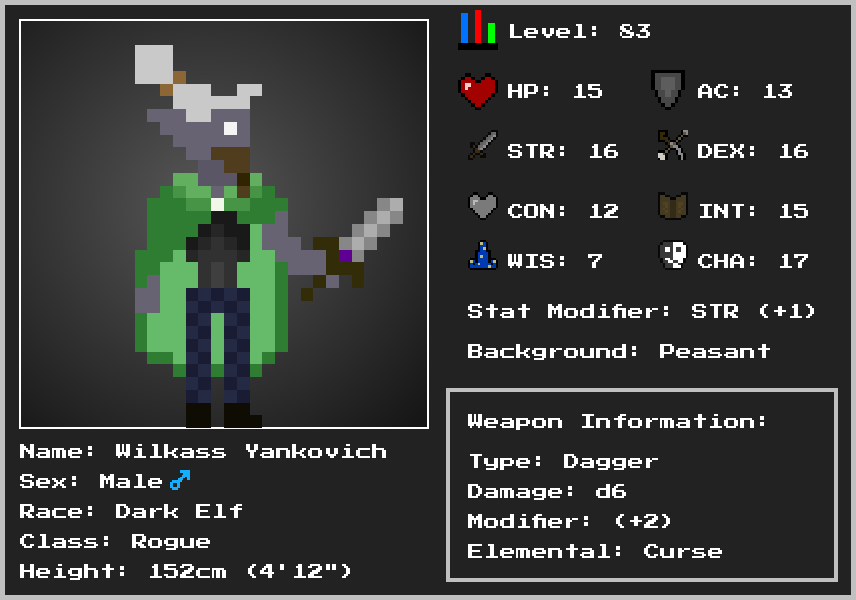 Level: 83
HP: 15 AC: 13
STR: 16 DEX: 16
CON: 12 INT: 15
WIS: 7 CHA: 17
Stat Modifier: STR (+1)
Background: Peasant
Weapon Information:
Type: Dagger
Damage: d6
Modifier: (+2)
Elemental: Curse
Name: Wilkass Yankovich
Sex: Male♂
Race: Dark Elf
Class: Rogue
Height: 152cm (4'12")